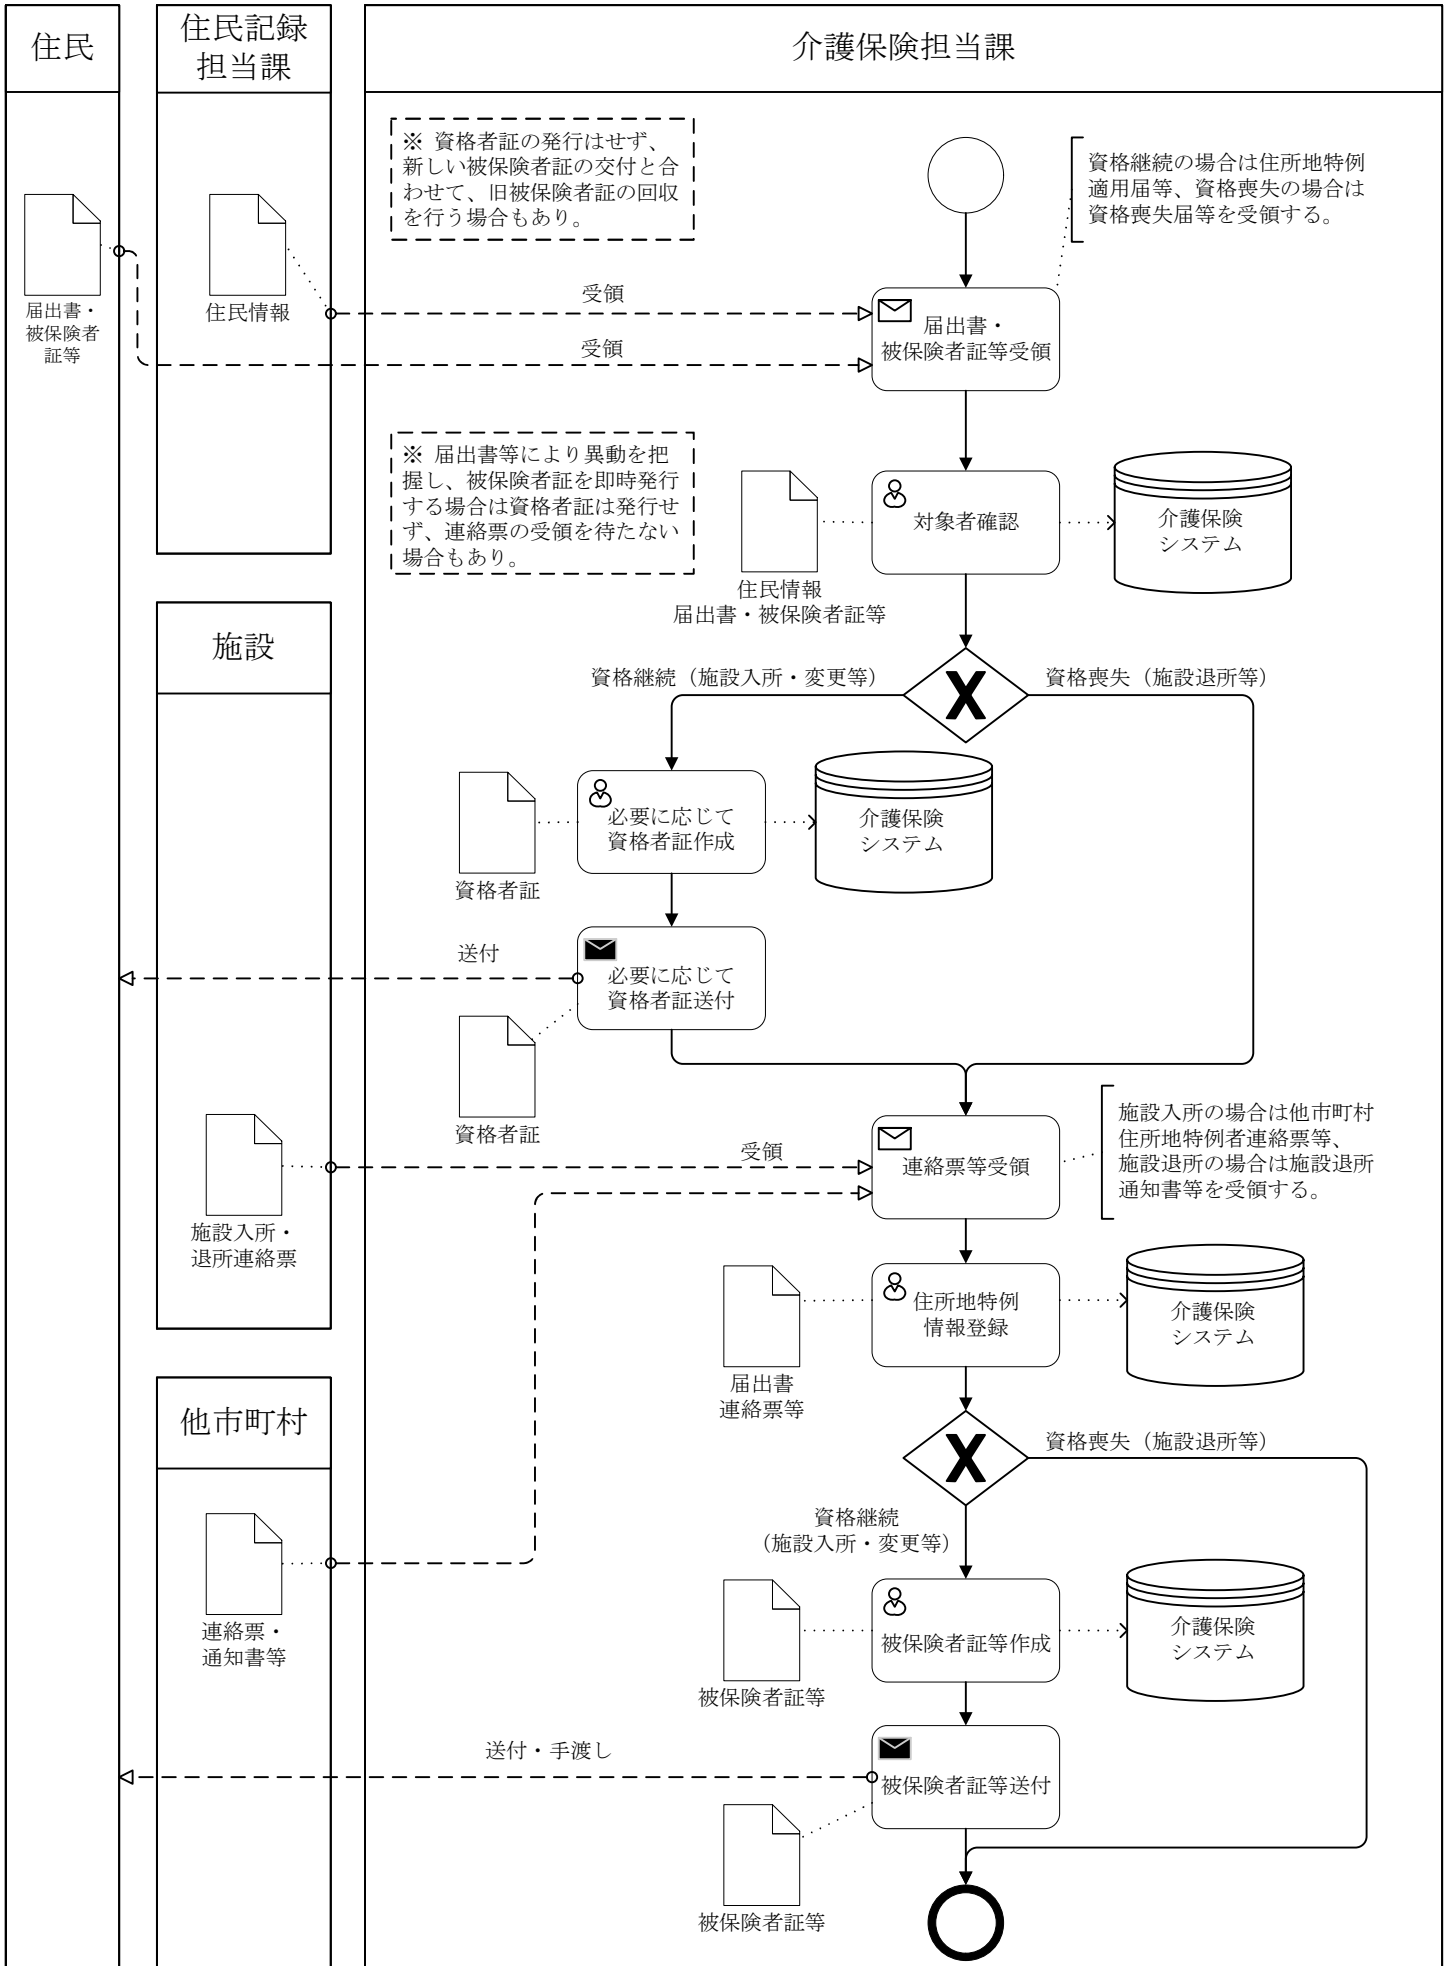 住民
住民記録
担当課
介護保険担当課
※ 資格者証の発行はせず、
新しい被保険者証の交付と合
わせて、旧被保険者証の回収
を行う場合もあり。
資格継続の場合は住所地特例
適用届等、資格喪失の場合は
資格喪失届等を受領する。
届出書・
被保険者
証等
住民情報
受領
受領
届出書・
被保険者証等受領
※ 届出書等により異動を把
握し、被保険者証を即時発行
する場合は資格者証は発行せ
ず、連絡票の受領を待たない
場合もあり。
対象者確認
介護保険
システム
住民情報
届出書・被保険者証等
施設
資格継続（施設入所・変更等）
資格喪失（施設退所等）
X
必要に応じて
資格者証作成
介護保険
システム
資格者証
送付
必要に応じて
資格者証送付
資格者証
施設入所の場合は他市町村
住所地特例者連絡票等、
施設退所の場合は施設退所
通知書等を受領する。
受領
連絡票等受領
施設入所・
退所連絡票
住所地特例
情報登録
介護保険
システム
届出書
連絡票等
他市町村
資格喪失（施設退所等）
X
資格継続
（施設入所・変更等）
連絡票・
通知書等
被保険者証等作成
介護保険
システム
被保険者証等
送付・手渡し
被保険者証等送付
被保険者証等